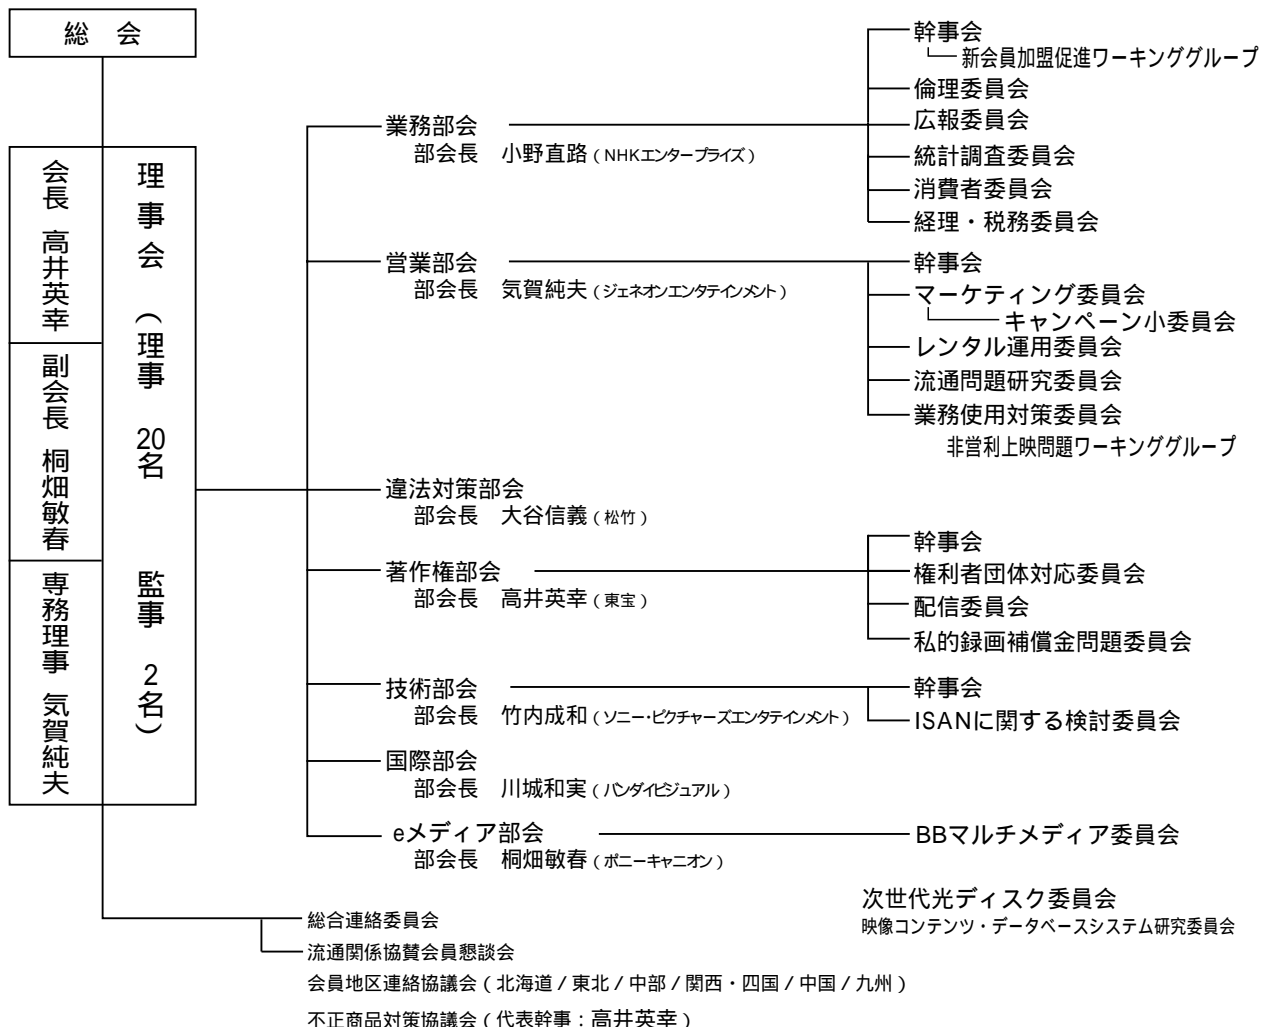 総 会
会長 高井英幸
副会長 桐畑敏春
専務理事 気賀純夫
理事会 (理事 20名 監事 2名)
業務部会
部会長 小野直路(NHKエンタープライズ)
幹事会
新会員加盟促進ワーキンググループ
倫理委員会
広報委員会
統計調査委員会
消費者委員会
経理・税務委員会
営業部会
部会長 気賀純夫(ジェネオンエンタテインメント)
幹事会
マーケティング委員会
キャンペーン小委員会
レンタル運用委員会
流通問題研究委員会
業務使用対策委員会
非営利上映問題ワーキンググループ
違法対策部会
部会長 大谷信義(松竹)
著作権部会
部会長 高井英幸(東宝)
幹事会
権利者団体対応委員会
配信委員会
私的録画補償金問題委員会
技術部会
部会長 竹内成和(ソニー・ピクチャーズエンタテインメント)
幹事会
ISANに関する検討委員会
国際部会
部会長 川城和実(バンダイビジュアル)
eメディア部会
部会長 桐畑敏春(ポニーキャニオン)
BBマルチメディア委員会
次世代光ディスク委員会
映像コンテンツ・データベースシステム研究委員会
総合連絡委員会
流通関係協賛会員懇談会
会員地区連絡協議会(北海道/東北/中部/関西・四国/中国/九州)
不正商品対策協議会(代表幹事:高井英幸)